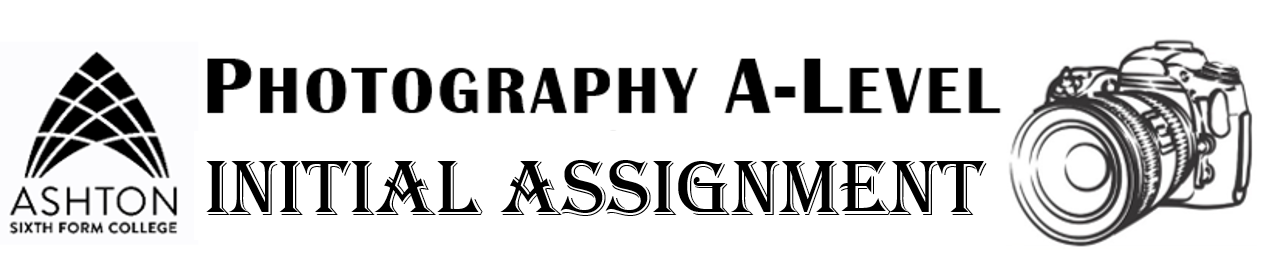 ASHTON
SIXTH FORM COLLEGE
PHOTOGRAPHY A-LEVEL
INITIAL ASSIGNMENT